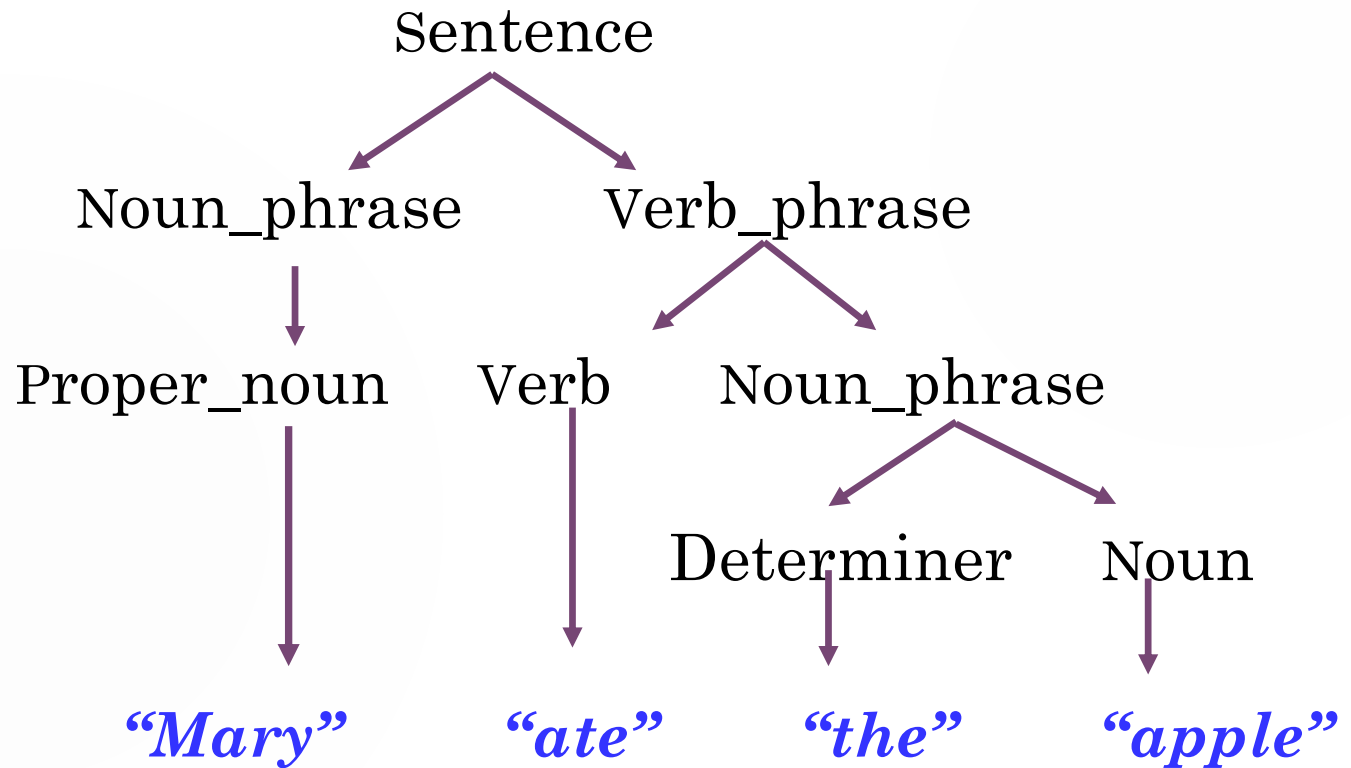 Sentence
Noun_phrase Verb_phrase
Proper_noun Verb Noun_phrase
Determiner Noun
“Mary” “ate” “the” “apple”